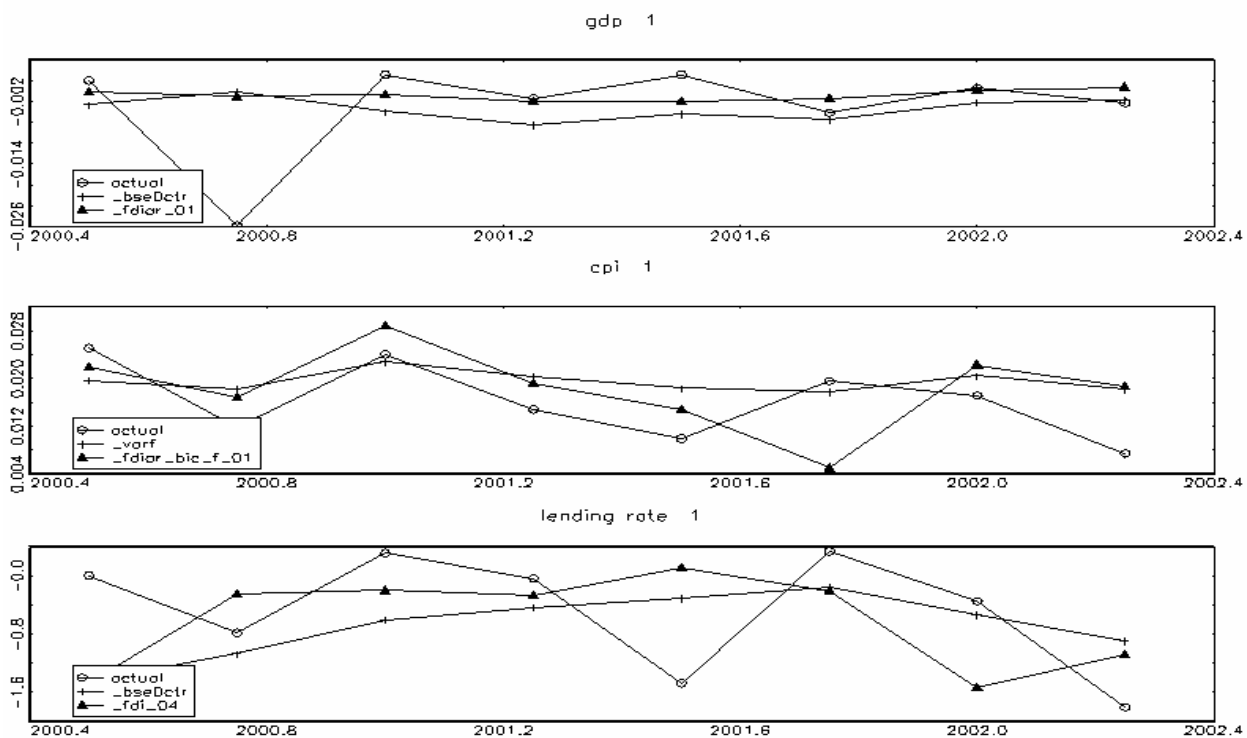 gdp 1
-0.002
-0.014
-0.026
actual
_bseDctr
_fdiar_01
2000.4 2000.8 2001.2 2001.6 2002.0 2002.4
cpi 1
0.028
0.020
0.012
0.004
actual
_varf
_fdiar_bic_f_01
2000.4 2000.8 2001.2 2001.6 2002.0 2002.4
lending rate 1
-0.0
-0.8
-1.6
actual
_bseDctr
_fdi_04
2000.4 2000.8 2001.2 2001.6 2002.0 2002.4